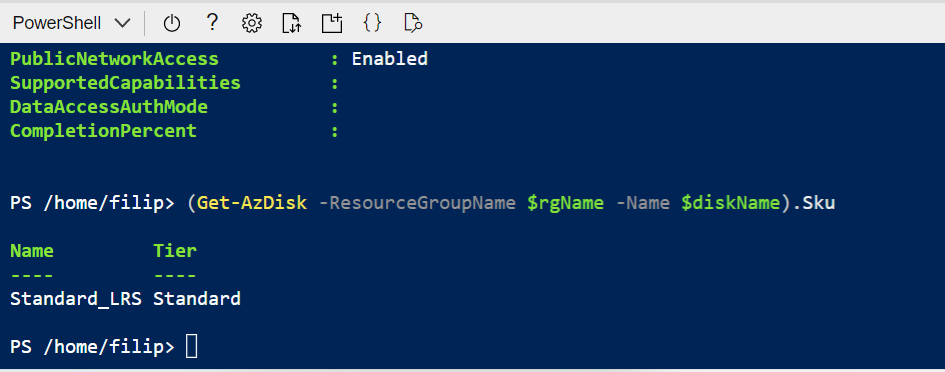 PowerShell ?  { }
PublicNetworkAccess : Enabled
SupportedCapabilities :
DataAccessAuthMode :
CompletionPercent :
PS /home/filip> (Get-AzDisk -ResourceGroupName $rgName -Name $diskName).Sku
Name Tier
---- ----
Standard_LRS Standard
PS /home/filip>